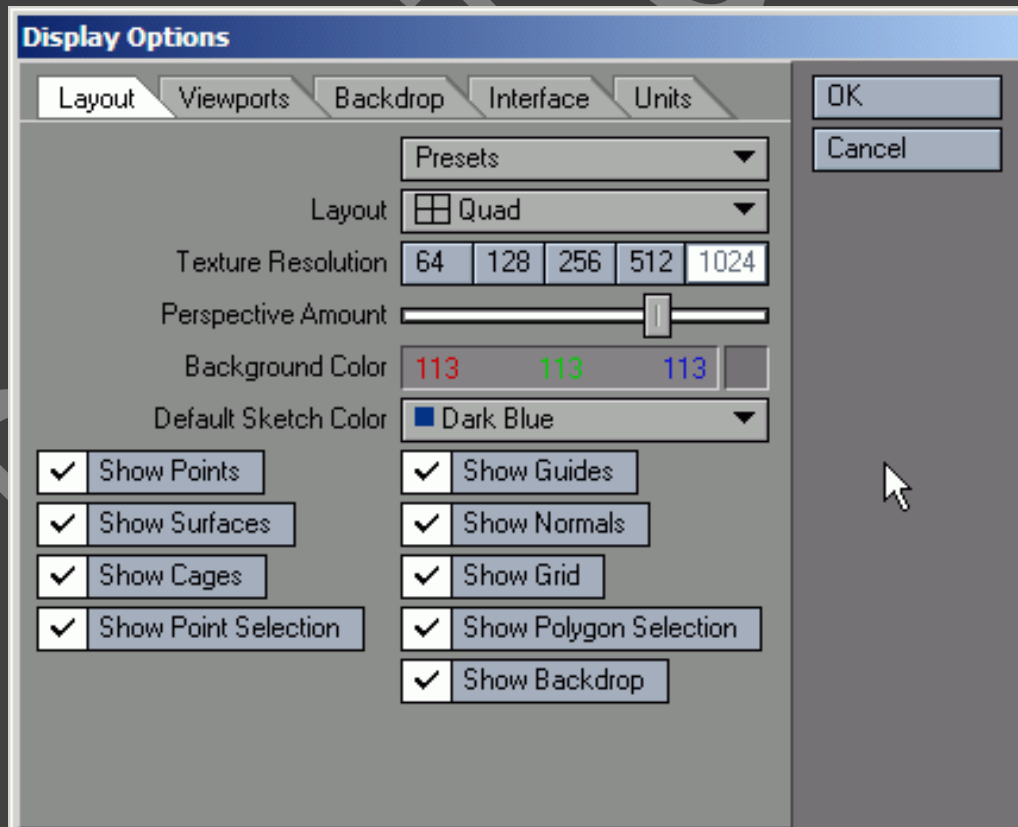 Display Options
Layout Viewports Backdrop Interface Units
OK
Cancel
Presets
Layout Quad
Texture Resolution 64 128 256 512 1024
Perspective Amount
Background Color 113 113 113
Default Sketch Color Dark Blue
Show Points Show Guides
Show Surfaces Show Normals
Show Cages Show Grid
Show Point Selection Show Polygon Selection
Show Backdrop